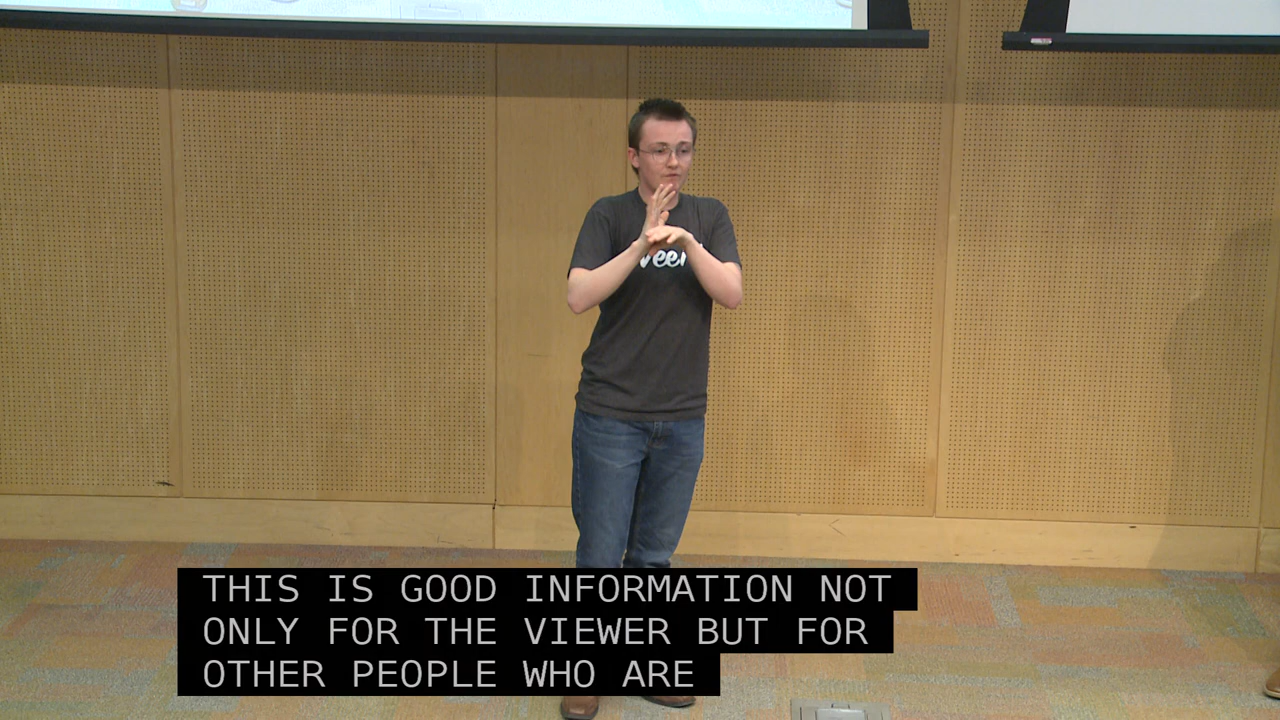 THIS IS GOOD INFORMATION NOT
ONLY FOR THE VIEWER BUT FOR
OTHER PEOPLE WHO ARE